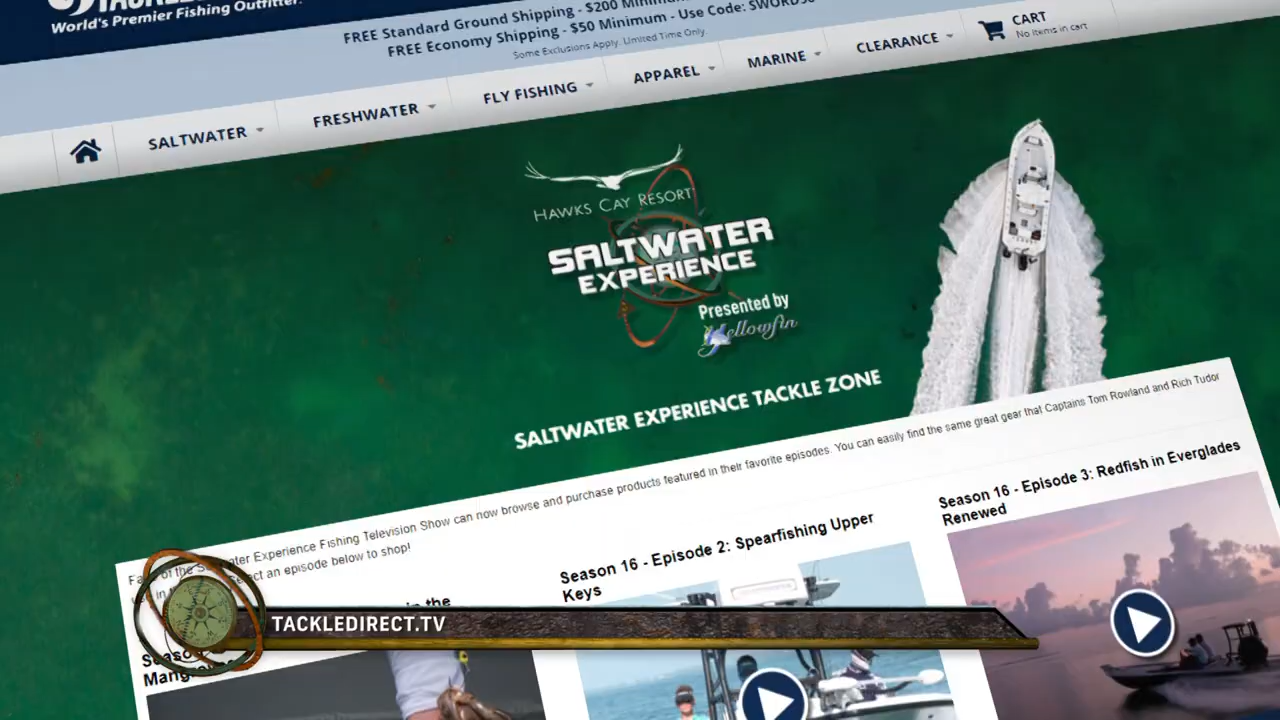 World's Premier Fishing Outfitter.
FREE Standard Ground Shipping - $200
FREE Economy Shipping - $50 Minimum - Use Code:
Some Exclusions Apply. Limited Time Only.
CART
No items in cart
SALTWATER
FRESHWATER
FLY FISHING
APPAREL
MARINE
CLEARANCE
HAWKS CAY RESORT
SALTWATER
EXPERIENCE
Presented by
Yellowfin
SALTWATER EXPERIENCE TACKLE ZONE
of the Saltwater Experience Fishing Television Show can now browse and purchase products featured in their favorite episodes. You can easily find the same great gear that Captains Tom Rowland and Rich Tudor
an episode below to shop!
in the
Season 16 - Episode 2: Spearfishing Upper
Keys
Season 16 - Episode 3: Redfish in Everglades
Renewed
TACKLEDIRECT.TV